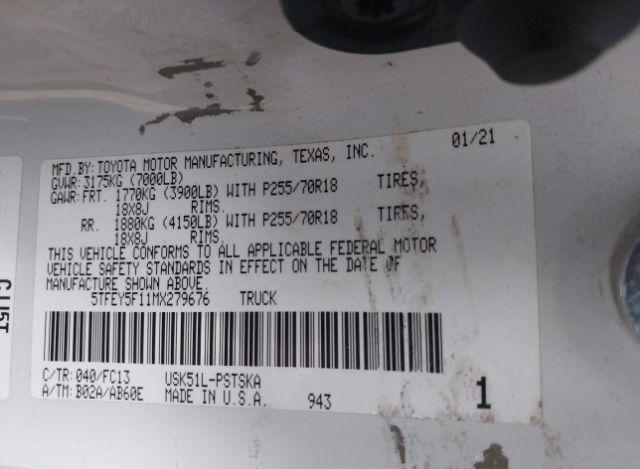 MFD.BY:TOYOTA MOTOR MANUFACTURING, TEXAS, INC. 01/21
GVWR:3175KG (7000LB)
GAWR:FRT. 1770KG (3900LB) WITH P255/70R18 TIRES,
18X8J RIMS,
RR. 1880KG (4150LB) WITH P255/70R18 TIRES,
18X8J RIMS,
THIS VEHICLE CONFORMS TO ALL APPLICABLE FEDERAL MOTOR
VEHICLE SAFETY STANDARDS IN EFFECT ON THE DATE OF
MANUFACTURE SHOWN ABOVE.
5TFEY5F11MX279676 TRUCK
C/TR:040/FC13 USK51L-PSTSKA
A/TM:B02A/AB60E MADE IN U.S.A. 943 1